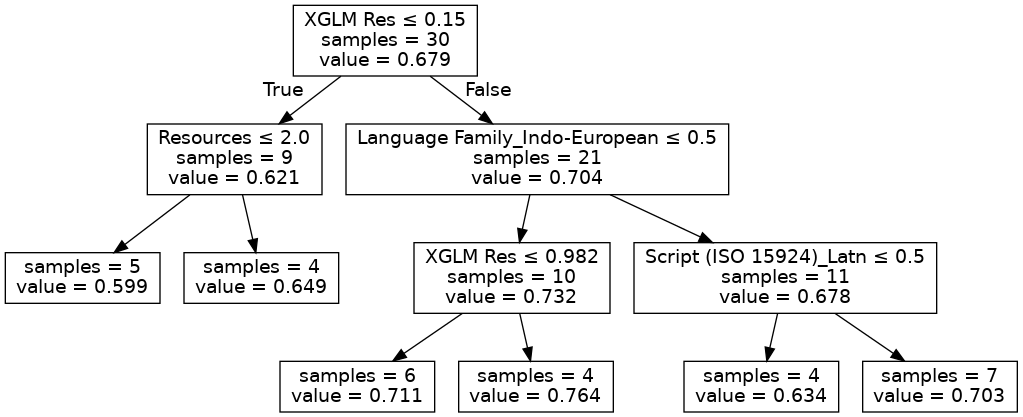 XGLM Res ≤ 0.15
samples = 30
value = 0.679
True
False
Resources ≤ 2.0
samples = 9
value = 0.621
Language Family_Indo-European ≤ 0.5
samples = 21
value = 0.704
samples = 5
value = 0.599
samples = 4
value = 0.649
XGLM Res ≤ 0.982
samples = 10
value = 0.732
Script (ISO 15924)_Latn ≤ 0.5
samples = 11
value = 0.678
samples = 6
value = 0.711
samples = 4
value = 0.764
samples = 4
value = 0.634
samples = 7
value = 0.703